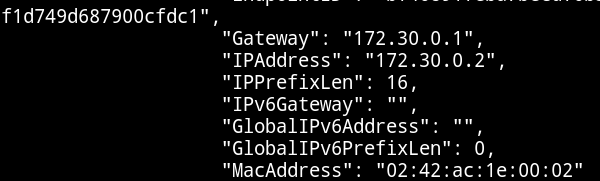 f1d749d687900cfdc1",
"Gateway": "172.30.0.1",
"IPAddress": "172.30.0.2",
"IPPrefixLen": 16,
"IPv6Gateway": "",
"GlobalIPv6Address": "",
"GlobalIPv6PrefixLen": 0,
"MacAddress": "02:42:ac:1e:00:02"